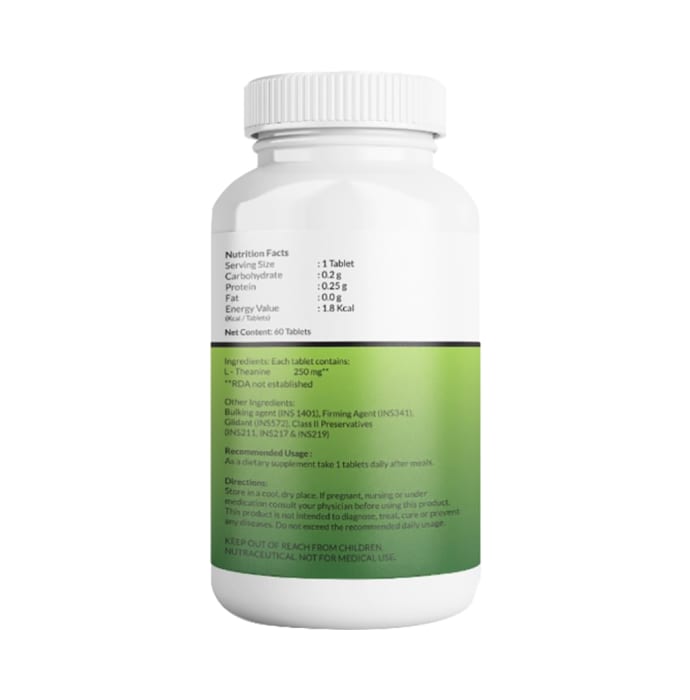 Nutrition Facts
Serving Size : 1 Tablet
Carbohydrate : 0.2 g
Protein : 0.25 g
Fat : 0.0 g
Energy Value : 1.8 Kcal
(Kcal / Tablets)
Net Content: 60 Tablets
Ingredients: Each tablet contains:
L - Theanine 250 mg**
**RDA not established
Other Ingredients:
Bulking agent (INS 1401), Firming Agent (INS341),
Glidant (INS572), Class II Preservatives
(INS211, INS217 & INS219)
Recommended Usage :
As a dietary supplement take 1 tablets daily after meals.
Directions:
Store in a cool, dry place. If pregnant, nursing or under
medication consult your physician before using this product.
This product is not intended to diagnose, treat, cure or prevent
any diseases. Do not exceed the recommended daily usage.
KEEP OUT OF REACH FROM CHILDREN.
NUTRACEUTICAL. NOT FOR MEDICAL USE.